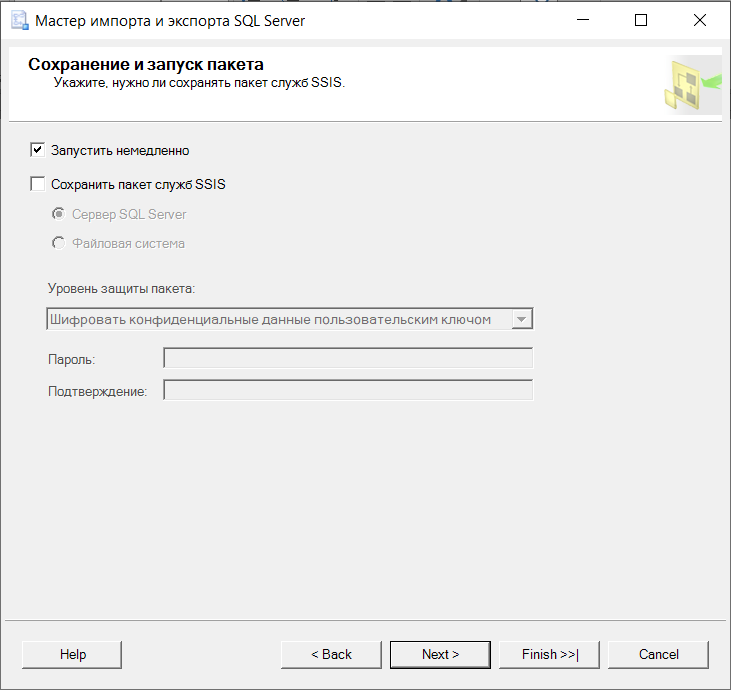 Мастер импорта и экспорта SQL Server
Сохранение и запуск пакета
Укажите, нужно ли сохранять пакет служб SSIS.
Запустить немедленно
Сохранить пакет служб SSIS
Сервер SQL Server
Файловая система
Уровень защиты пакета:
Шифровать конфиденциальные данные пользовательским ключом
Пароль:
Подтверждение:
Help
< Back
Next >
Finish >>|
Cancel